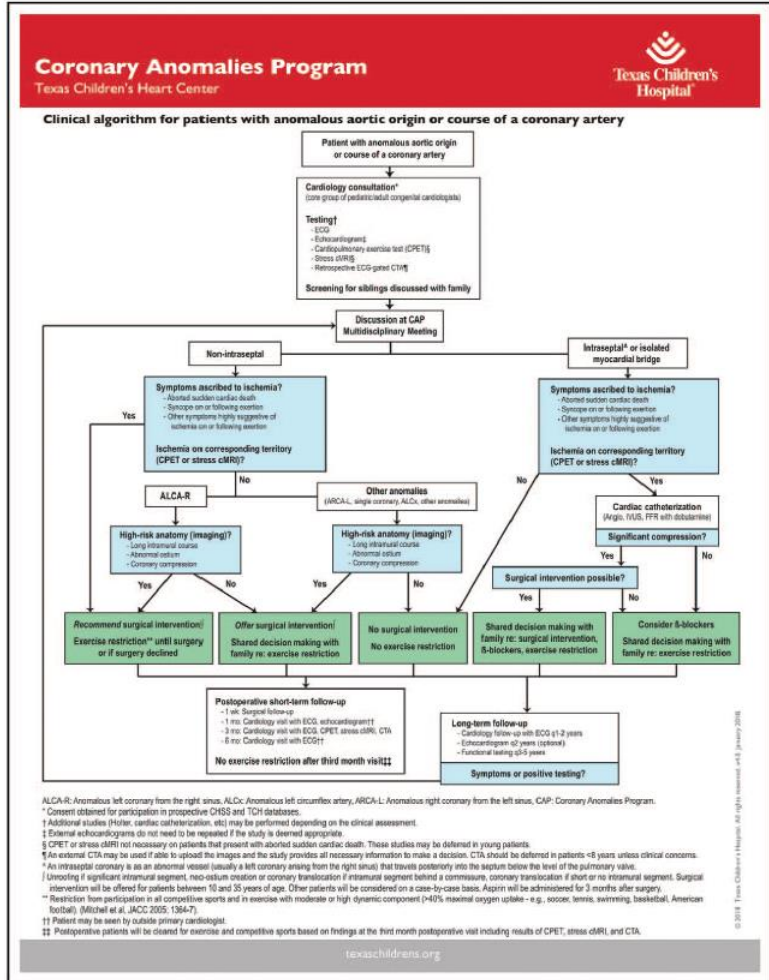 Coronary Anomalies Program
Texas Children's Heart Center
Texas Children's
Hospital
Clinical algorithm for patients with anomalous aortic origin or course of a coronary artery
Patient with anomalous aortic origin
or course of a coronary artery
Cardiology consultation*
(core group of pediatric/adult congenital cardiologists)
Testing†
- ECG
- Echocardiogram‡
- Cardiopulmonary exercise test (CPET)§
- Stress cMRI§
- Retrospective ECG-gated CTA¶
Screening for siblings discussed with family
Discussion at CAP
Multidisciplinary Meeting
Non-intraseptal
Intraseptal^ or isolated
myocardial bridge
Symptoms ascribed to ischemia?
- Aborted sudden cardiac death
- Syncope on or following exertion
- Other symptoms highly suggestive of
ischemia on or following exertion
Ischemia on corresponding territory
(CPET or stress cMRI)?
Symptoms ascribed to ischemia?
- Aborted sudden cardiac death
- Syncope on or following exertion
- Other symptoms highly suggestive of
ischemia on or following exertion
Ischemia on corresponding territory
(CPET or stress cMRI)?
Yes
No
No
Yes
ALCA-R
Other anomalies
(ARCA-L, single coronary, ALCx, other anomalies)
Cardiac catheterization
(Angio, IVUS, FFR with dobutamine)
Significant compression?
High-risk anatomy (imaging)?
- Long intramural course
- Abnormal ostium
- Coronary compression
High-risk anatomy (imaging)?
- Long intramural course
- Abnormal ostium
- Coronary compression
Yes
No
Surgical intervention possible?
Yes
No
Yes
No
Yes
No
Recommend surgical intervention∫
Exercise restriction** until surgery
or if surgery declined
Offer surgical intervention∫
Shared decision making with
family re: exercise restriction
No surgical intervention
No exercise restriction
Shared decision making with
family re: surgical intervention,
ß-blockers, exercise restriction
Consider ß-blockers
Shared decision making with
family re: exercise restriction
Postoperative short-term follow-up
- 1 wk: Surgical follow-up
- 1 mo: Cardiology visit with ECG, echocardiogram††
- 3 mo: Cardiology visit with ECG, CPET, stress cMRI, CTA
- 6 mo: Cardiology visit with ECG††
No exercise restriction after third month visit‡‡
Long-term follow-up
- Cardiology follow-up with ECG q1-2 years
- Echocardiogram q2 years (optional)
- Functional testing q3-5 years
Symptoms or positive testing?
ALCA-R: Anomalous left coronary from the right sinus, ALCx: Anomalous left circumflex artery, ARCA-L: Anomalous right coronary from the left sinus, CAP: Coronary Anomalies Program.
* Consent obtained for participation in prospective CHSS and TCH databases.
† Additional studies (Holter, cardiac catheterization, etc) may be performed depending on the clinical assessment.
‡ External echocardiograms do not need to be repeated if the study is deemed appropriate.
§ CPET or stress cMRI not necessary on patients that present with aborted sudden cardiac death. These studies may be deferred in young patients.
¶ An external CTA may be used if able to upload the images and the study provides all necessary information to make a decision. CTA should be deferred in patients <8 years unless clinical concerns.
^ An intraseptal coronary is as an abnormal vessel (usually a left coronary arising from the right sinus) that travels posteriorly into the septum below the level of the pulmonary valve.
∫ Unroofing if significant intramural segment, neo-ostium creation or coronary translocation if intramural segment behind a commissure, coronary translocation if short or no intramural segment. Surgical
intervention will be offered for patients between 10 and 35 years of age. Other patients will be considered on a case-by-case basis. Aspirin will be administered for 3 months after surgery.
** Restriction from participation in all competitive sports and in exercise with moderate or high dynamic component (>40% maximal oxygen uptake - e.g., soccer, tennis, swimming, basketball, American
football). (Mitchell et al, JACC 2005; 1364-7).
†† Patient may be seen by outside primary cardiologist.
‡‡ Postoperative patients will be cleared for exercise and competitive sports based on findings at the third month postoperative visit including results of CPET, stress cMRI, and CTA.
texaschildrens.org
Texas Children's Hospital. All rights reserved.